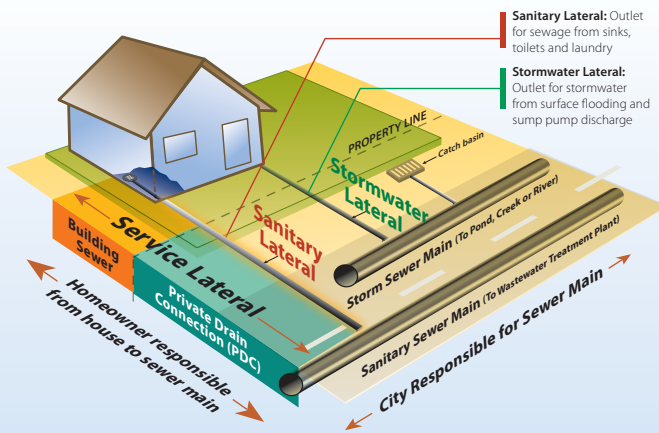 Sanitary Lateral: Outlet
for sewage from sinks,
toilets and laundry
Stormwater Lateral:
Outlet for stormwater
from surface flooding and
sump pump discharge
PROPERTY LINE
Catch basin
Stormwater
Lateral
Sanitary
Lateral
Service Lateral
Building
Sewer
Private Drain
Connection (PDC)
Storm Sewer Main (To Pond, Creek or River)
Sanitary Sewer Main (To Wastewater Treatment Plant)
Homeowner responsible
from house to sewer
main
City Responsible for Sewer Main